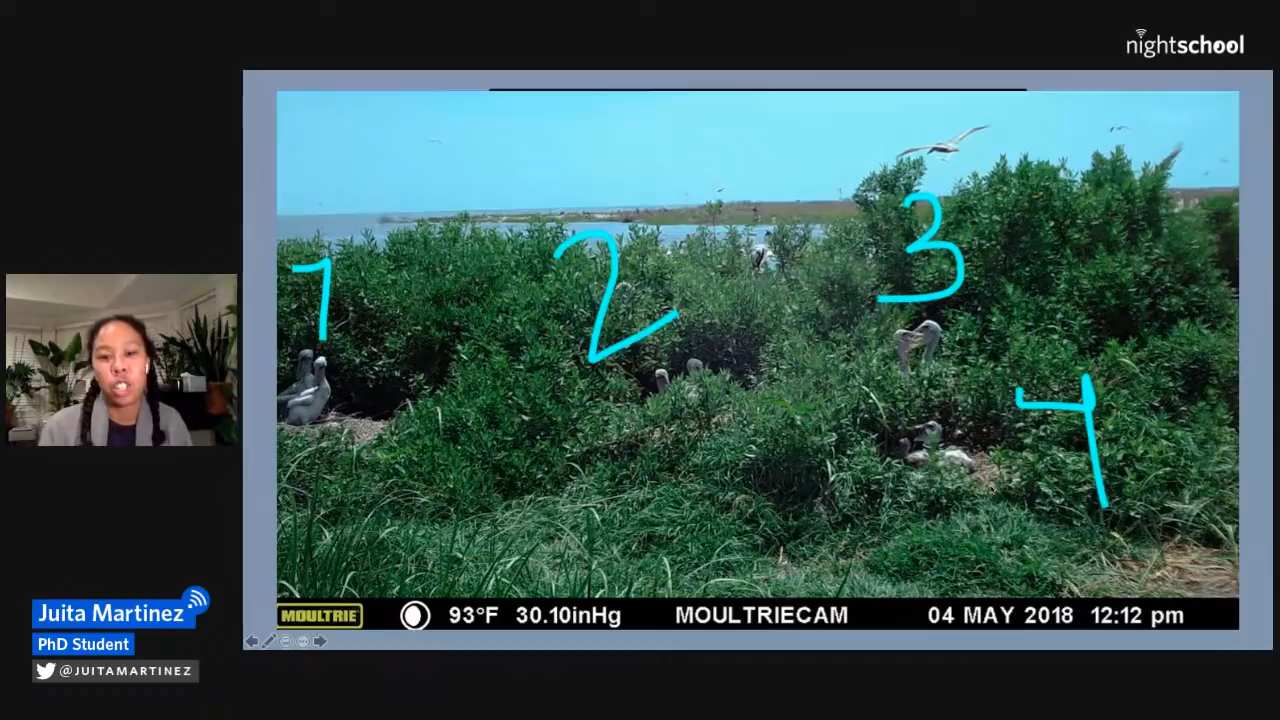 nightschool
1
2
3
4
MOULTRIE 93°F 30.10inHg MOULTRIECAM 04 MAY 2018 12:12 pm
Juita Martinez
PhD Student
@JUITAMARTINEZ